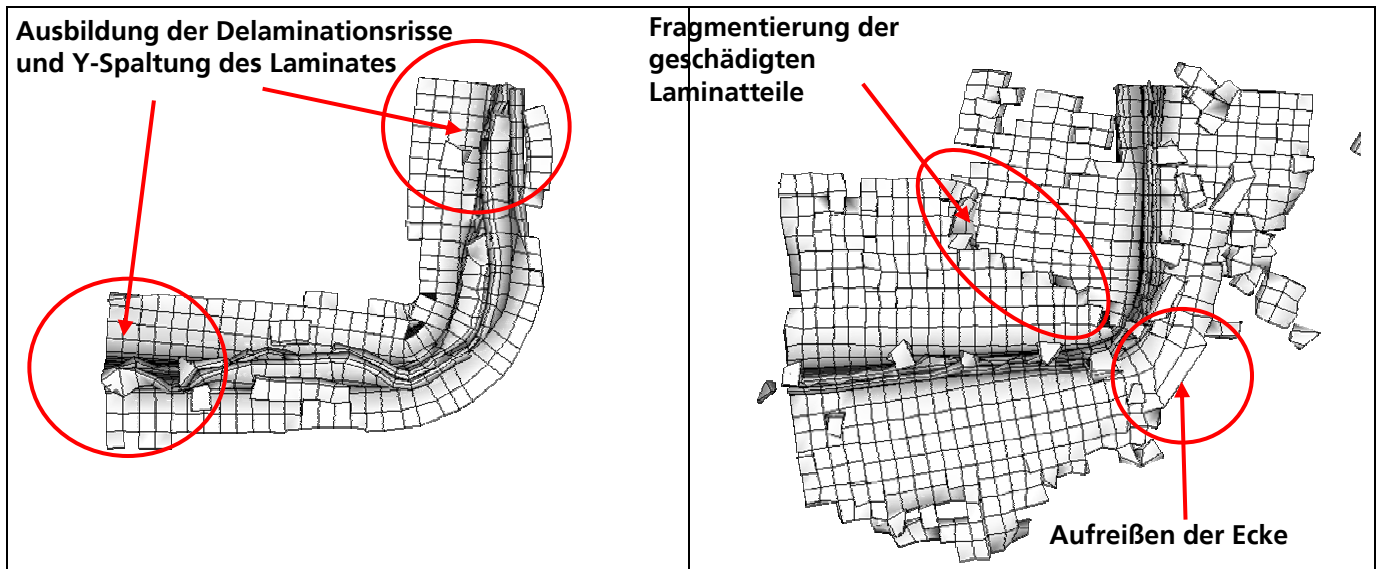 Ausbildung der Delaminationsrisse
und Y-Spaltung des Laminates
Fragmentierung der
geschädigten
Laminatteile
Aufreißen der Ecke